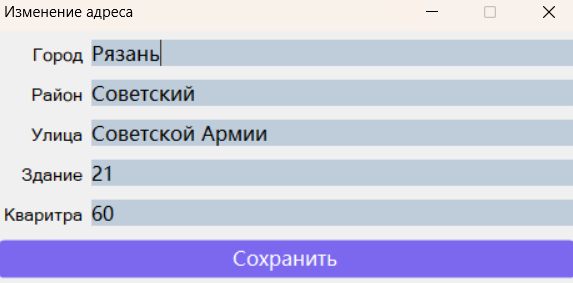 Изменение адреса
Город Рязань
Район Советский
Улица Советской Армии
Здание 21
Кваритра 60
Сохранить